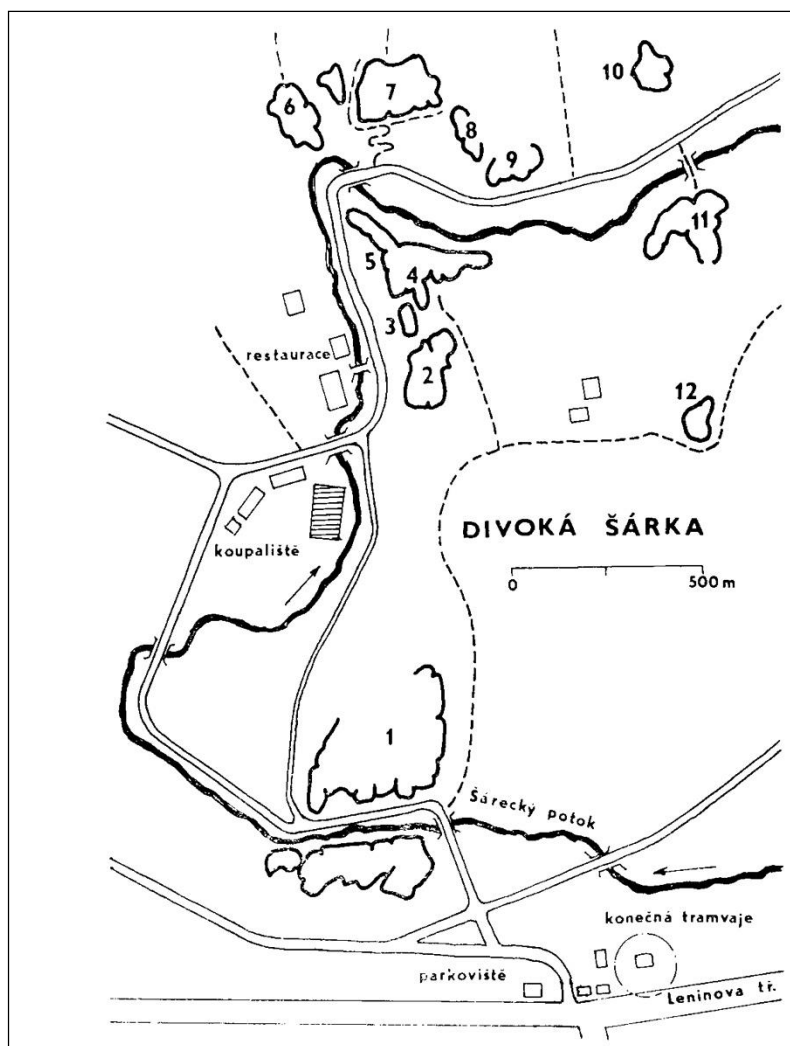 10
7
6
8
9
11
5
4
3
restaurace
2
12
DIVOKÁ ŠÁRKA
koupaliště
0 500 m
1
Šárecký potok
konečná tramvaje
parkoviště
Leninova tř.